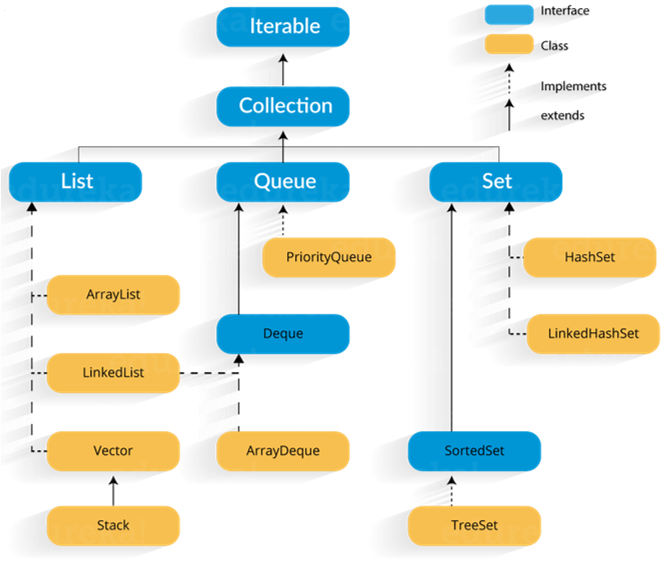 Iterable
Interface
Class
Collection
Implements
extends
List
Queue
Set
PriorityQueue
HashSet
ArrayList
Deque
LinkedHashSet
LinkedList
Vector
ArrayDeque
SortedSet
Stack
TreeSet